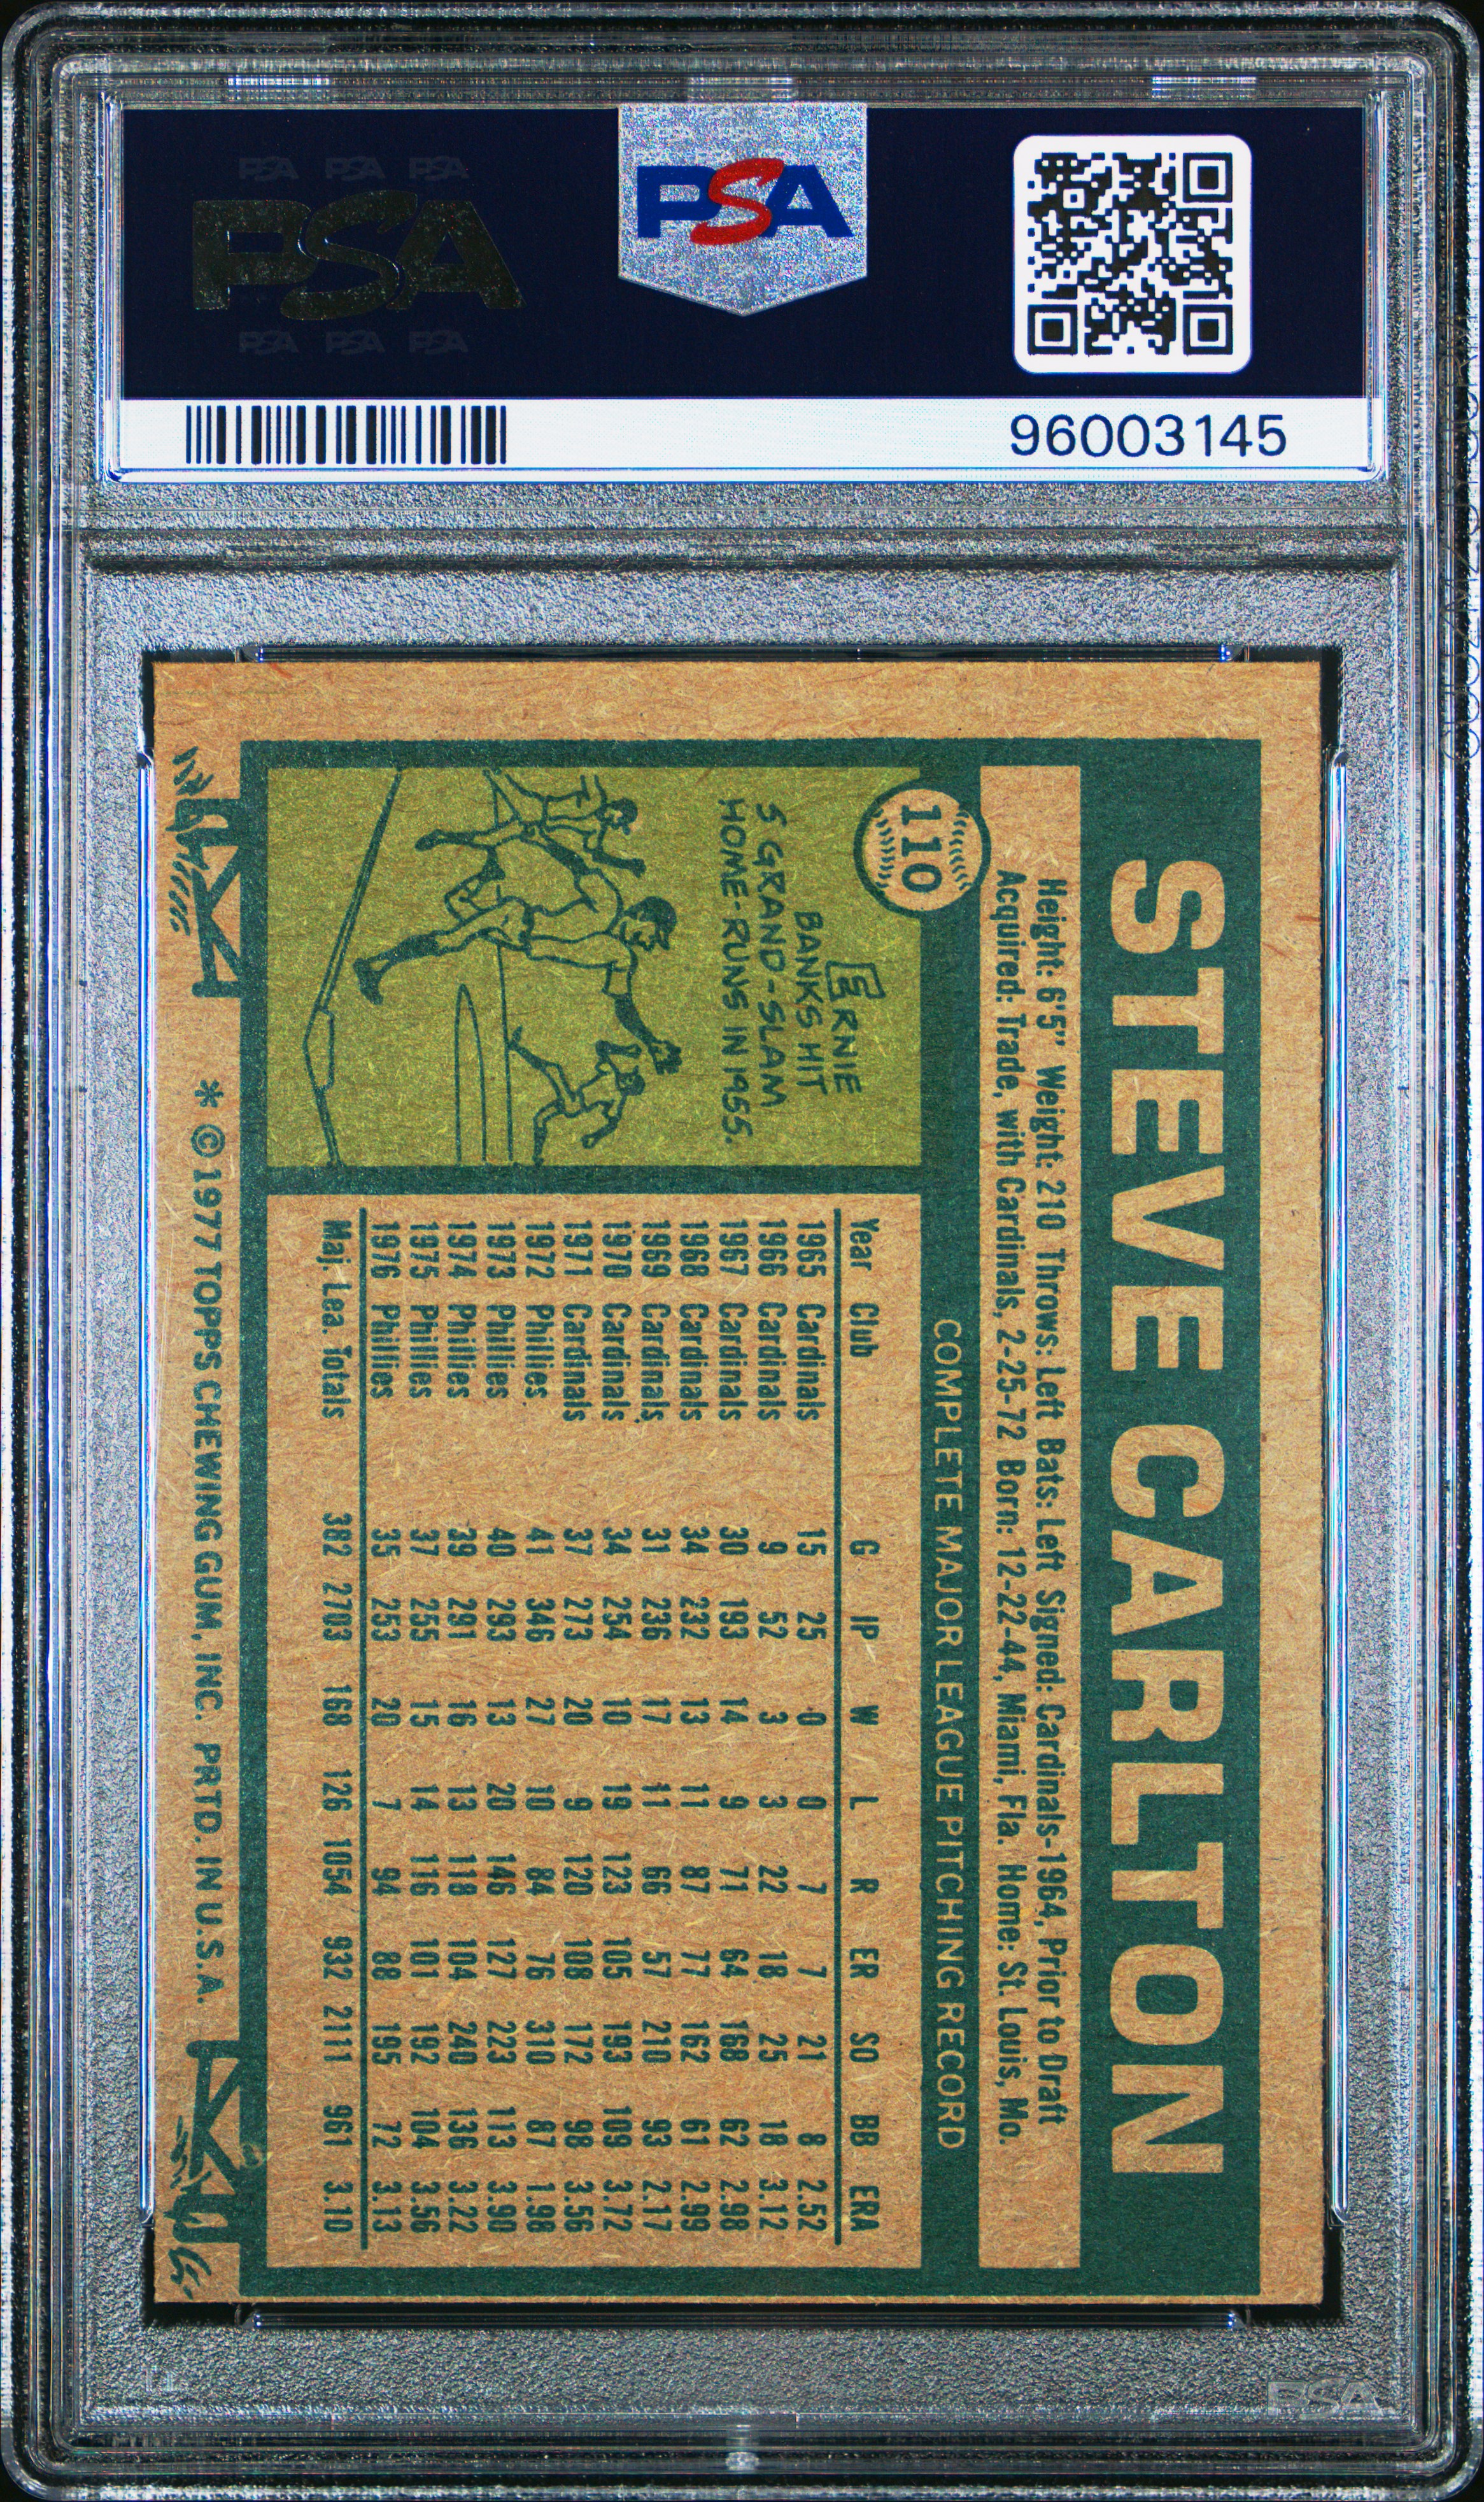 PSA PSA PSA
PSA
PSA PSA PSA
PSA
96003145
STEVE CARLTON
Height: 6'5" Weight: 210 Throws: Left Bats: Left Signed: Cardinals-1964, Prior to Draft
Acquired: Trade, with Cardinals, 2-25-72 Born: 12-22-44, Miami, Fla. Home: St. Louis, Mo.
110
COMPLETE MAJOR LEAGUE PITCHING RECORD
ERNIE
BANKS HIT
5 GRAND-SLAM
HOME-RUNS IN 1955.
Year Club G IP W L R ER SO BB ERA
1965 Cardinals 15 25 0 0 7 7 21 8 2.52
1966 Cardinals 9 52 3 3 22 18 25 18 3.12
1967 Cardinals 30 193 14 9 71 64 168 62 2.98
1968 Cardinals 34 232 13 11 87 77 162 61 2.99
1969 Cardinals 31 236 17 11 66 57 210 93 2.17
1970 Cardinals 34 254 10 19 123 105 193 109 3.72
1971 Cardinals 37 273 20 9 120 108 172 98 3.56
1972 Phillies 41 346 27 10 84 76 310 87 1.98
1973 Phillies 40 293 13 20 146 127 223 113 3.90
1974 Phillies 39 291 16 13 118 104 240 136 3.22
1975 Phillies 37 255 15 14 116 101 192 104 3.56
1976 Phillies 35 253 20 7 94 88 195 72 3.13
Maj. Lea. Totals 382 2703 168 126 1054 932 2111 961 3.10
* © 1977 TOPPS CHEWING GUM, INC. PRTD. IN U.S.A.
PSA